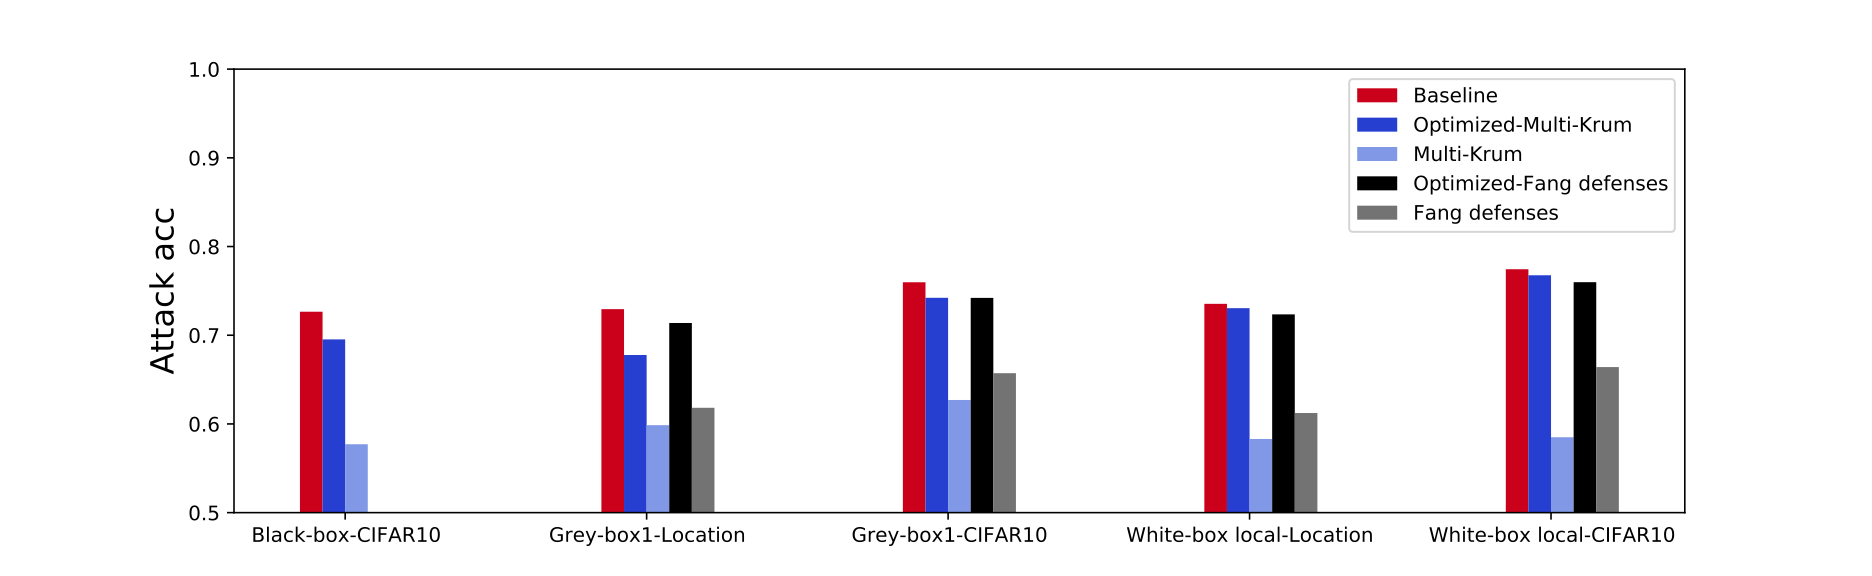 Attack acc
1.0
0.9
0.8
0.7
0.6
0.5
Baseline
Optimized-Multi-Krum
Multi-Krum
Optimized-Fang defenses
Fang defenses
Black-box-CIFAR10
Grey-box1-Location
Grey-box1-CIFAR10
White-box local-Location
White-box local-CIFAR10